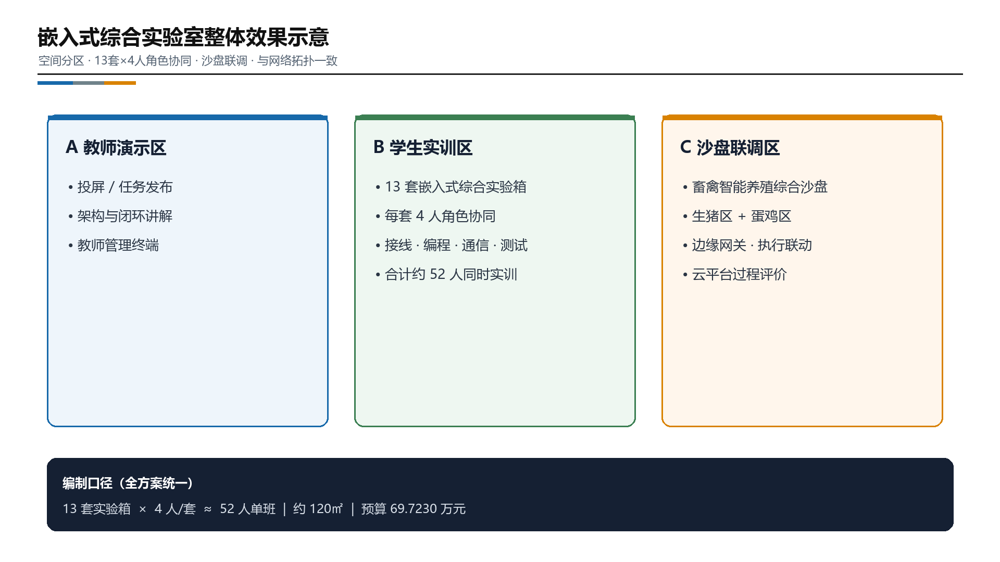 嵌入式综合实验室整体效果示意
空间分区 · 13套×4人角色协同 · 沙盘联调 · 与网络拓扑一致
A 教师演示区
• 投屏 / 任务发布
• 架构与闭环讲解
• 教师管理终端
B 学生实训区
• 13 套嵌入式综合实验箱
• 每套 4 人角色协同
• 接线 · 编程 · 通信 · 测试
• 合计约 52 人同时实训
C 沙盘联调区
• 畜禽智能养殖综合沙盘
• 生猪区 + 蛋鸡区
• 边缘网关 · 执行联动
• 云平台过程评价
编制口径（全方案统一）
13 套实验箱 × 4 人/套 ≈ 52 人单班 | 约 120㎡ | 预算 69.7230 万元